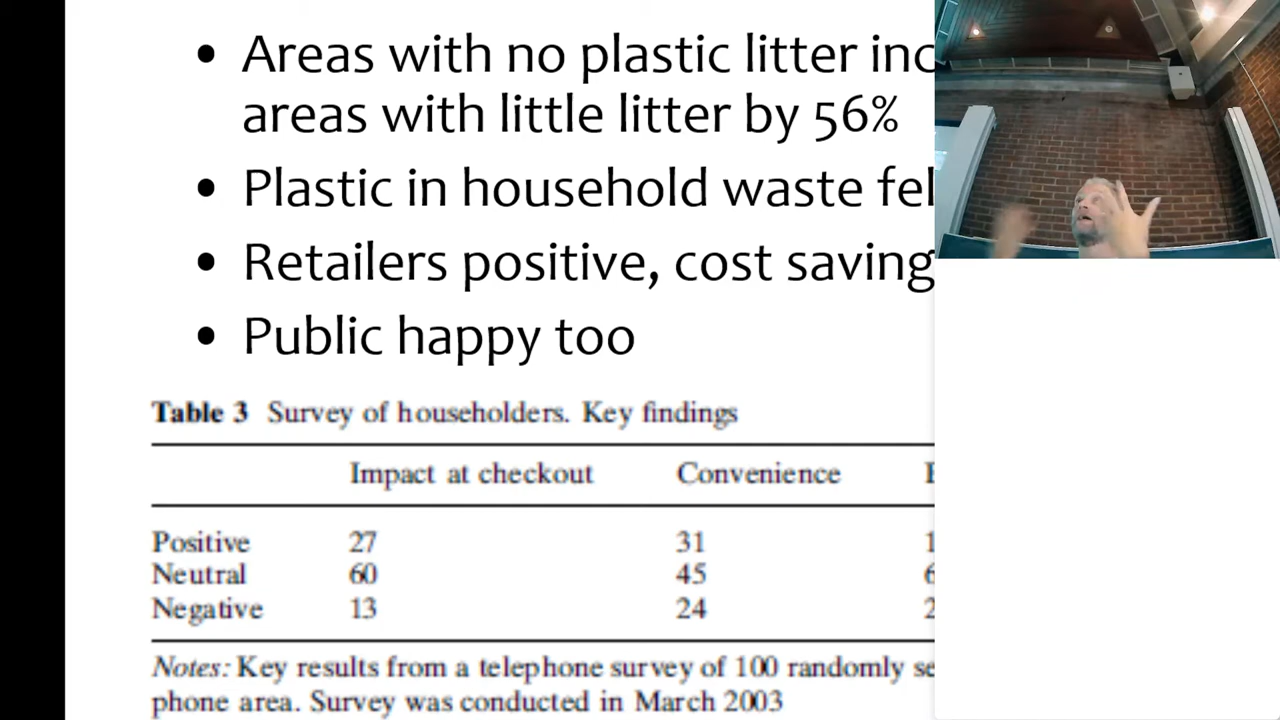 • Areas with no plastic litter inc
areas with little litter by 56%
• Plastic in household waste fel
• Retailers positive, cost saving
• Public happy too
Table 3 Survey of householders. Key findings
Impact at checkout Convenience
Positive 27 31 1
Neutral 60 45 6
Negative 13 24 2
Notes: Key results from a telephone survey of 100 randomly se
phone area. Survey was conducted in March 2003